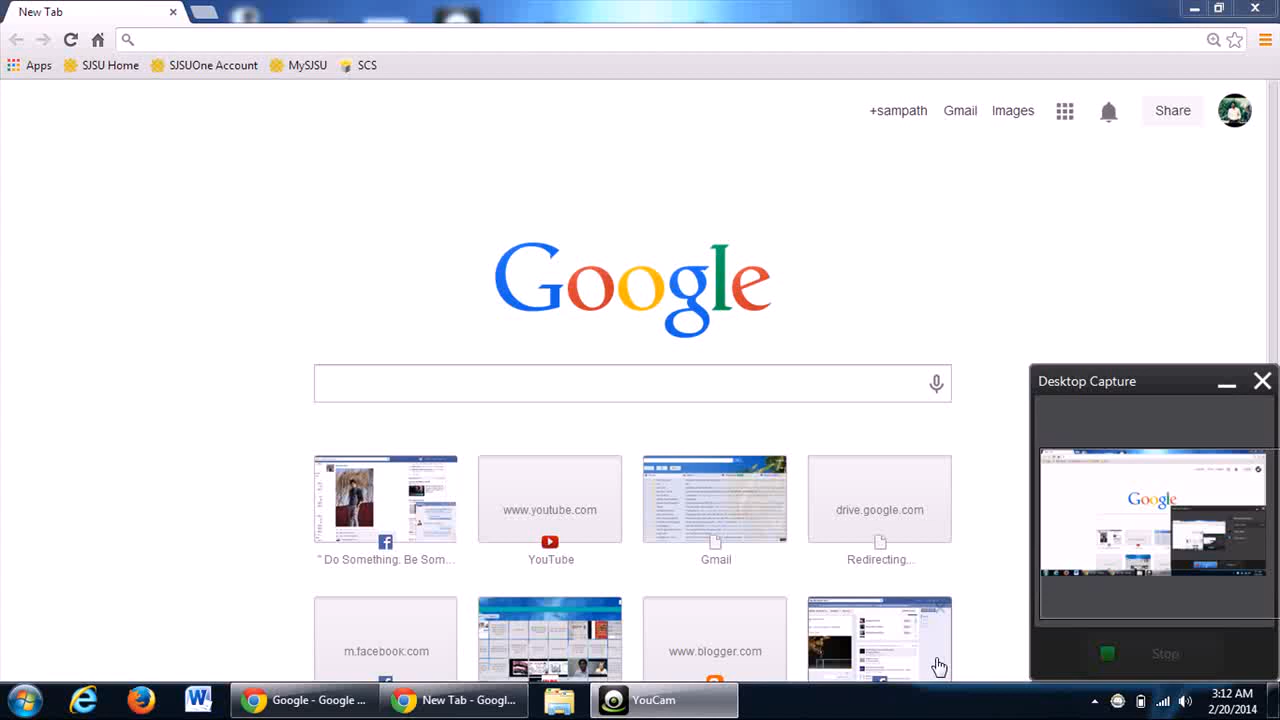 New Tab
Apps SJSU Home SJSUOne Account MySJSU SCS
+sampath Gmail Images Share
Google
Desktop Capture
Google
www.youtube.com drive.google.com
" Do Something. Be Som... YouTube Gmail Redirecting...
m.facebook.com www.blogger.com
Stop
Google - Google ... New Tab - Googl... YouCam
3:12 AM
2/20/2014